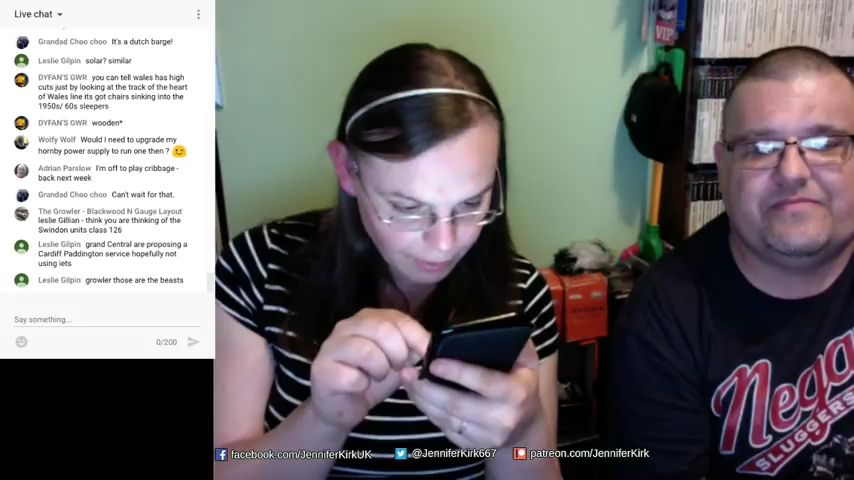 Live chat
Grandad Choo choo It's a dutch barge!
Leslie Gilpin solar? similar
DYFAN'S GWR you can tell wales has high
cuts just by looking at the track of the heart
of Wales line its got chairs sinking into the
1950s/ 60s sleepers
DYFAN'S GWR wooden*
Wolfy Wolf Would I need to upgrade my
hornby power supply to run one then ?
Adrian Parslow I'm off to play cribbage -
back next week
Grandad Choo choo Can't wait for that.
The Growler - Blackwood N Gauge Layout
leslie Gillian - think you are thinking of the
Swindon units class 126
Leslie Gilpin grand Central are proposing a
Cardiff Paddington service hopefully not
using iets
Leslie Gilpin growler those are the beasts
Say something...
0/200
VIP
Nega
SLUGGERS
facebook.com/JenniferKirkUK
@JenniferKirk667
patreon.com/JenniferKirk